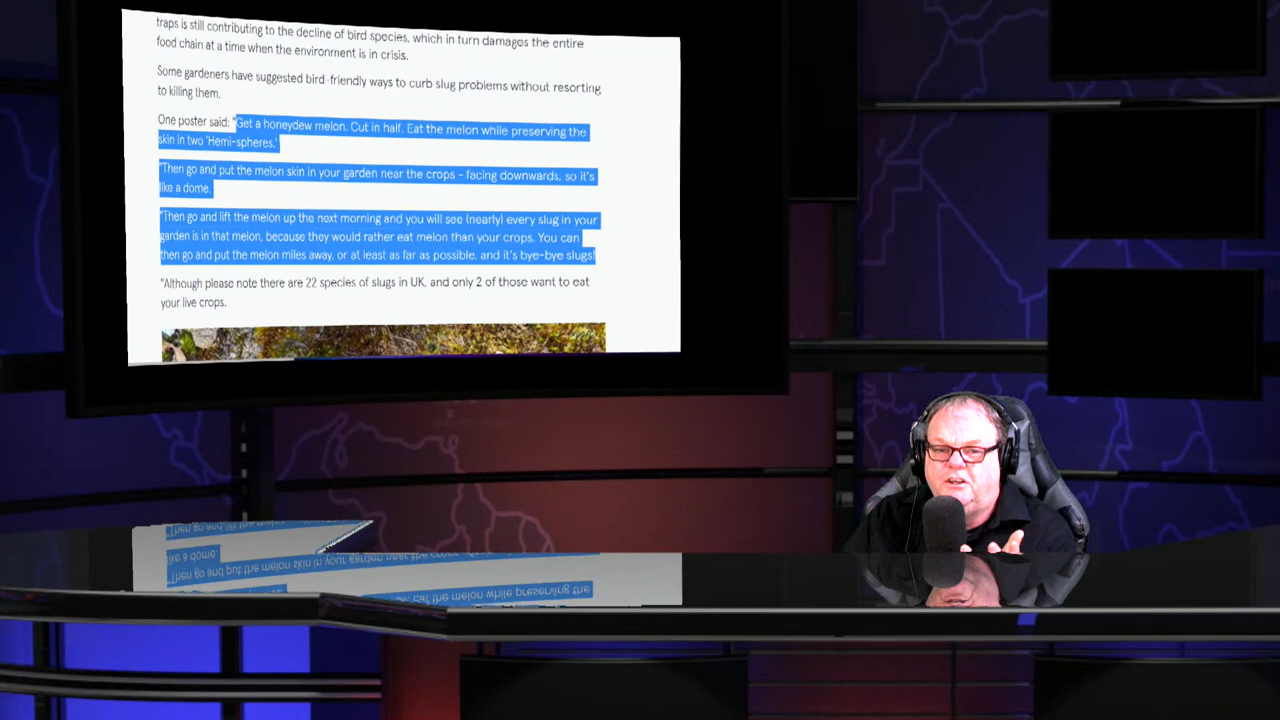 traps is still contributing to the decline of bird species, which in turn damages the entire
food chain at a time when the environment is in crisis.
Some gardeners have suggested bird-friendly ways to curb slug problems without resorting
to killing them.
One poster said: "Get a honeydew melon. Cut in half. Eat the melon while preserving the
skin in two 'Hemi-spheres.'
"Then go and put the melon skin in your garden near the crops – facing downwards, so it's
like a dome.
"Then go and lift the melon up the next morning and you will see (nearly) every slug in your
garden is in that melon, because they would rather eat melon than your crops. You can
then go and put the melon miles away, or at least as far as possible, and it's bye-bye slugs!
"Although please note there are 22 species of slugs in UK, and only 2 of those want to eat
your live crops.